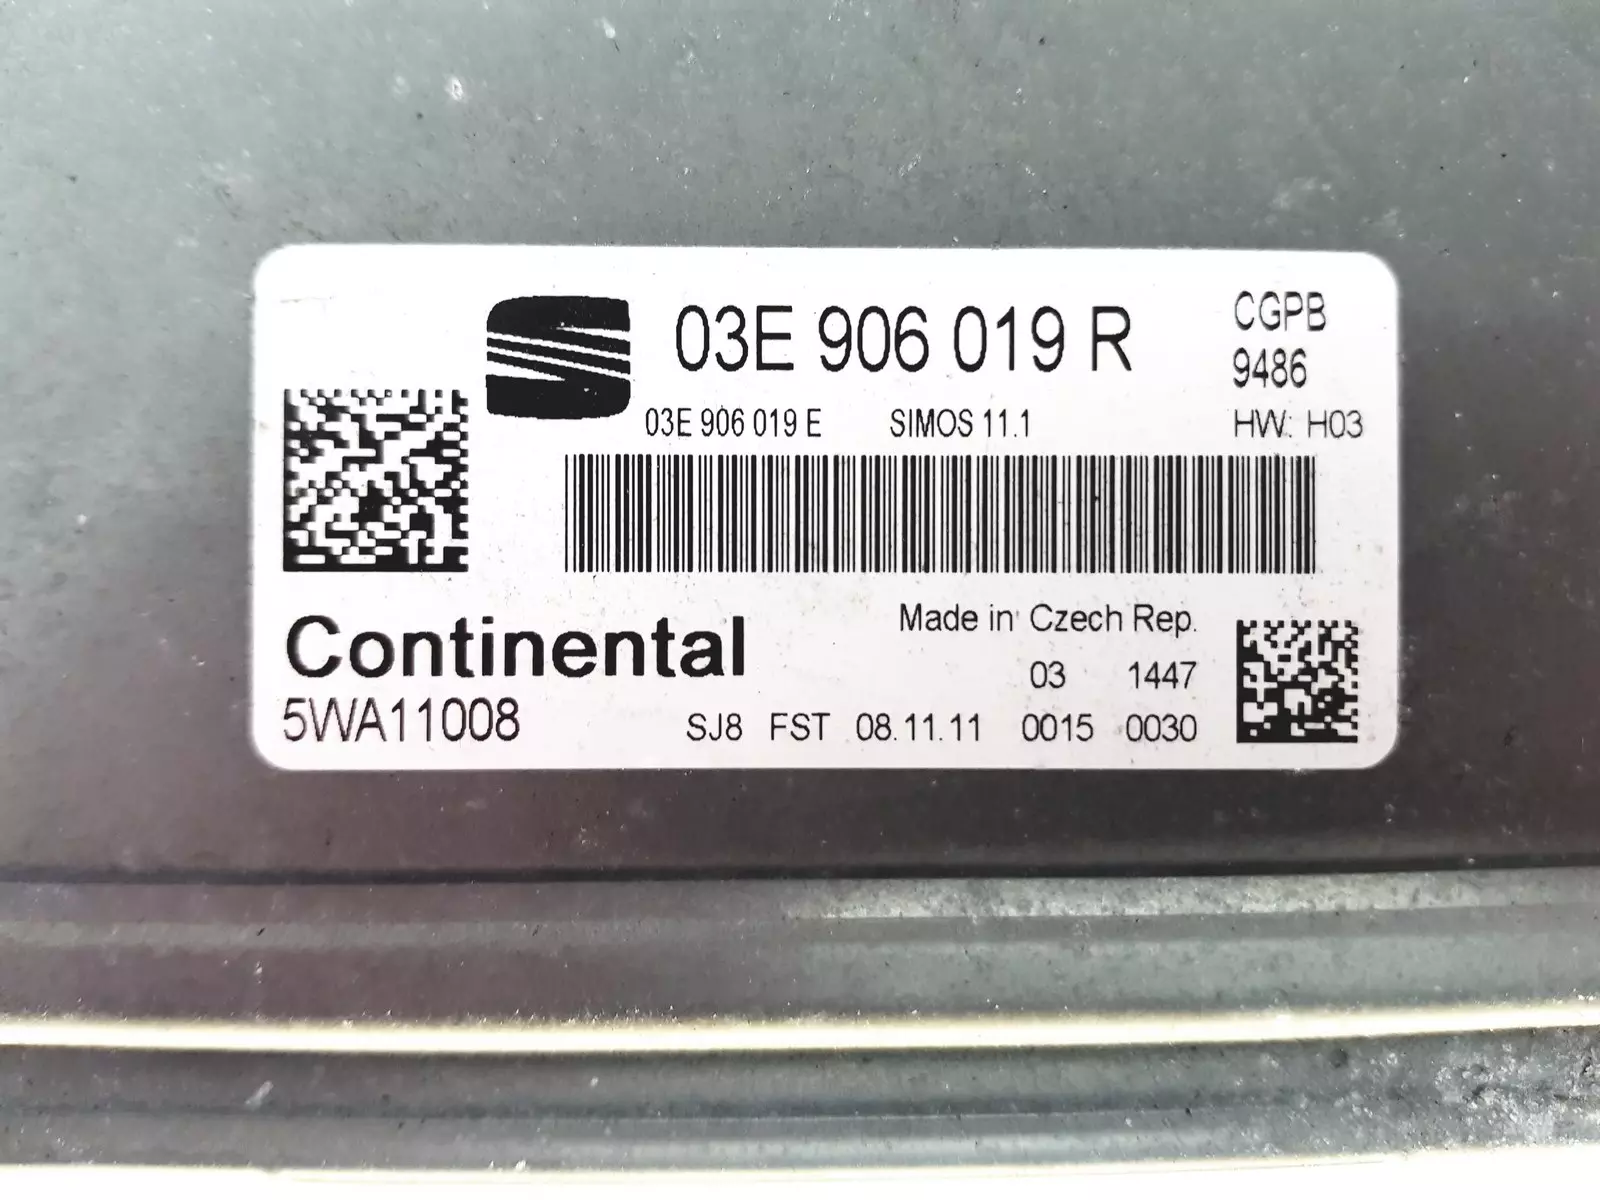 03E 906 019 R
CGPB
9486
03E 906 019 E SIMOS 11.1 HW: H03
Continental
Made in Czech Rep.
03 1447
5WA11008
SJ8 FST 08.11.11 0015 0030